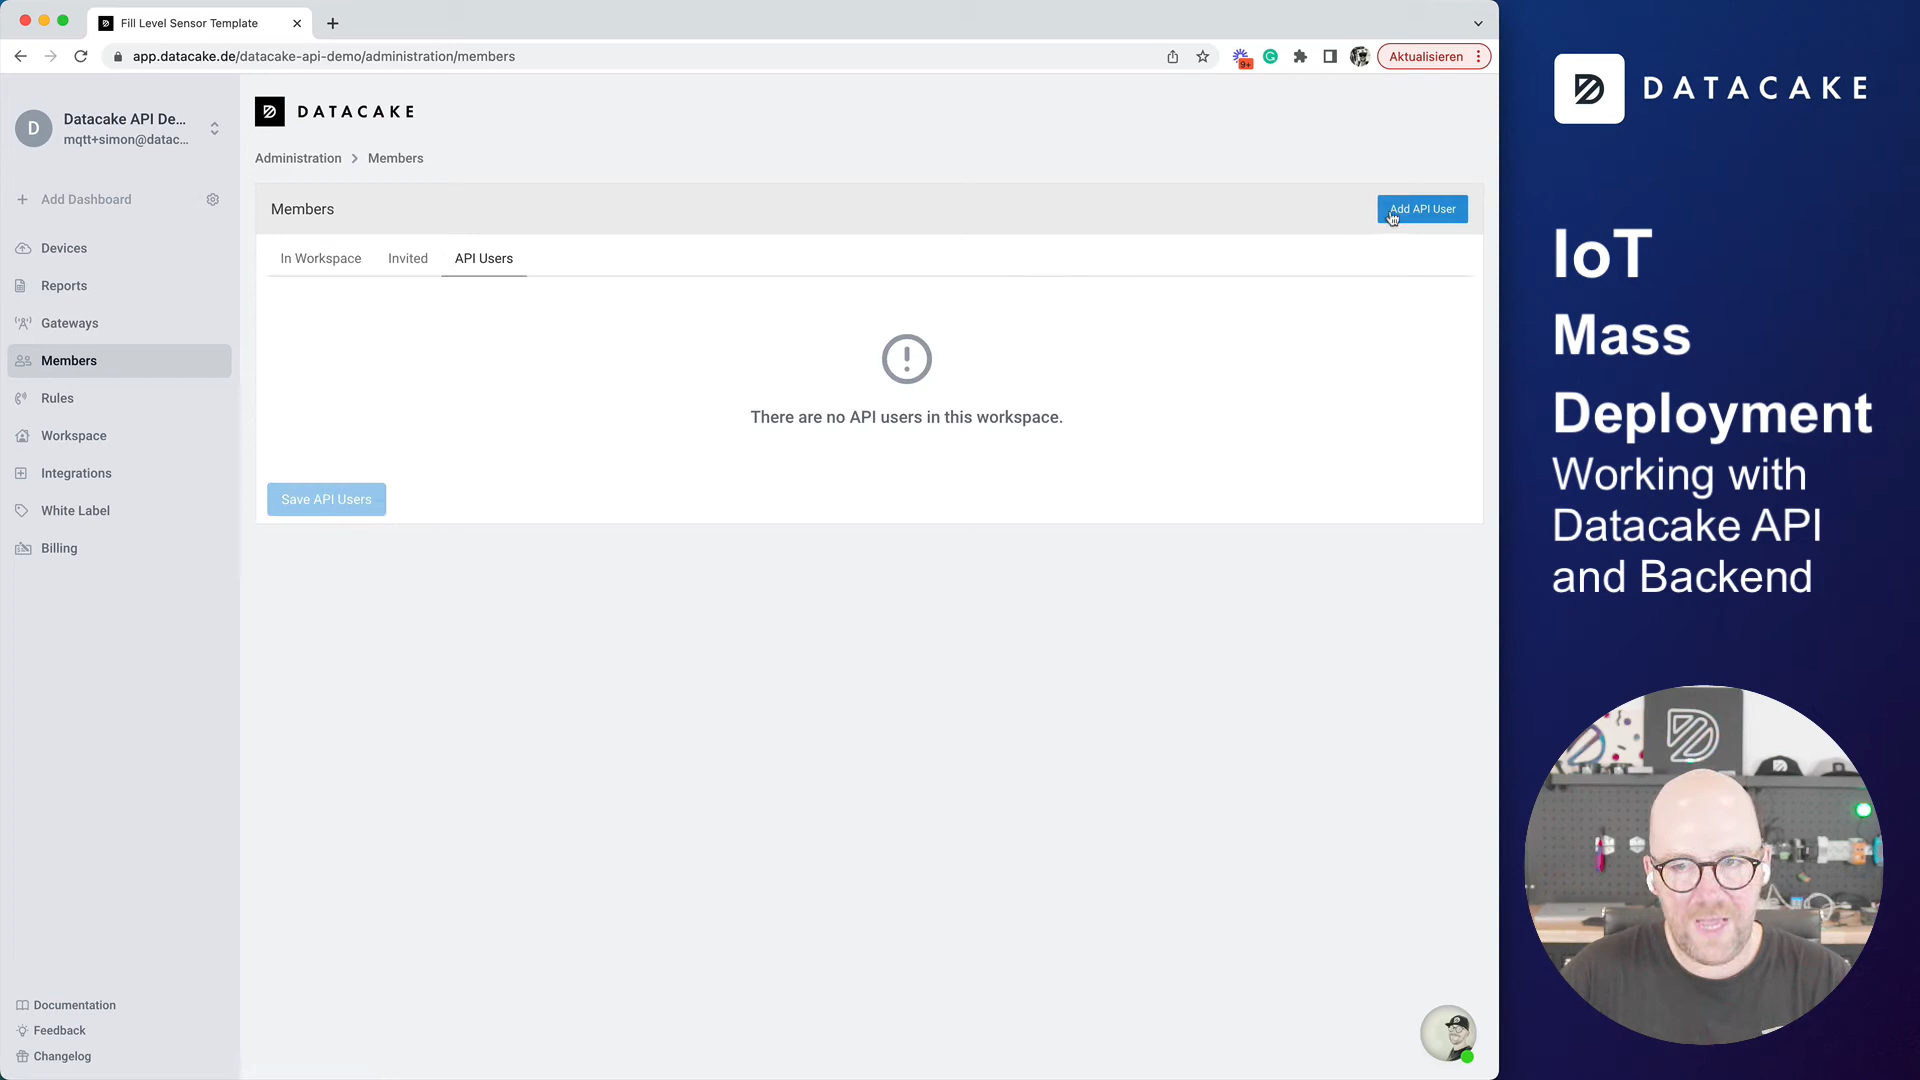 Fill Level Sensor Template
app.datacake.de/datacake-api-demo/administration/members
9+
Aktualisieren
D
Datacake API De...
mqtt+simon@datac...
Add Dashboard
Devices
Reports
Gateways
Members
Rules
Workspace
Integrations
White Label
Billing
Documentation
Feedback
Changelog
DATACAKE
Administration > Members
Members
Add API User
In Workspace
Invited
API Users
There are no API users in this workspace.
Save API Users
DATACAKE
IoT
Mass
Deployment
Working with
Datacake API
and Backend